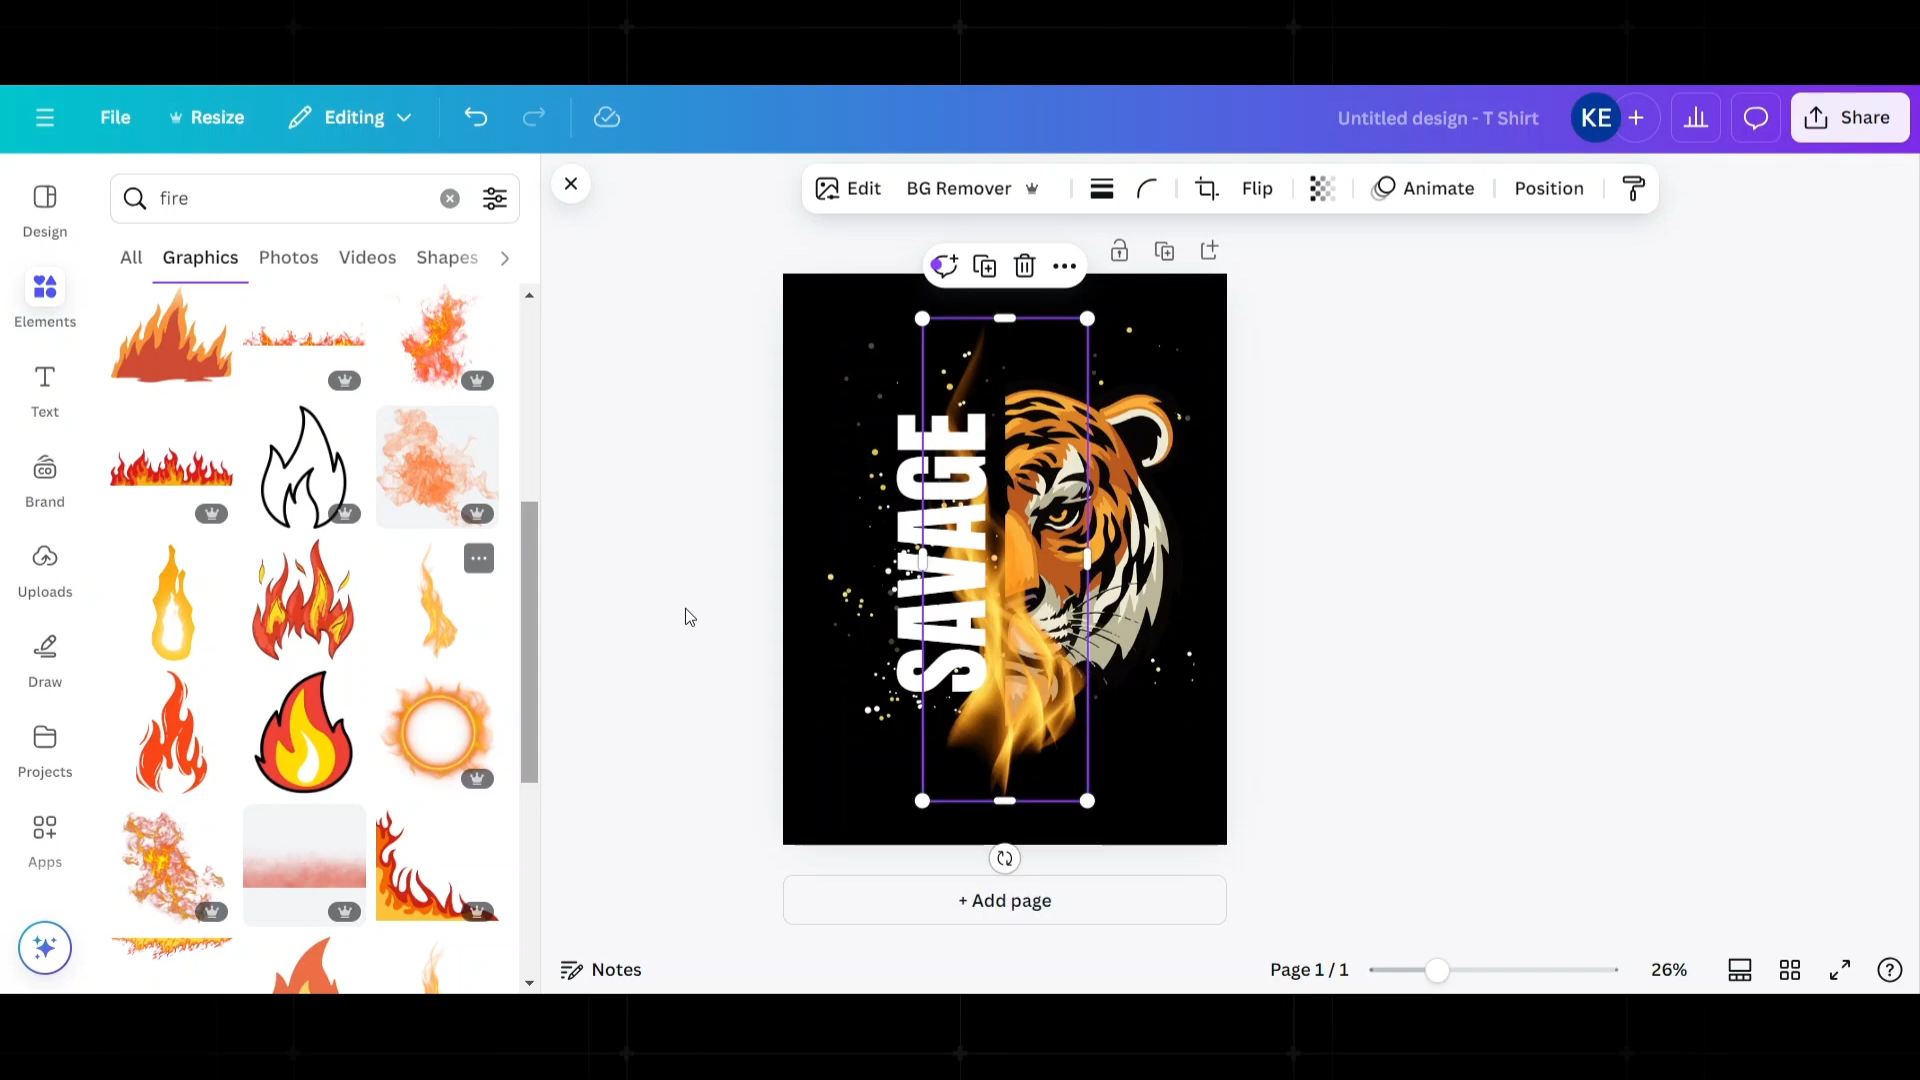 File
Resize
Editing
Untitled design - T Shirt
KE
Share
fire
All
Graphics
Photos
Videos
Shapes
Design
Elements
Text
Brand
CO
Uploads
Draw
Projects
Apps
Edit
BG Remover
Flip
Animate
Position
SAVAGE
+ Add page
Notes
Page 1 / 1
26%